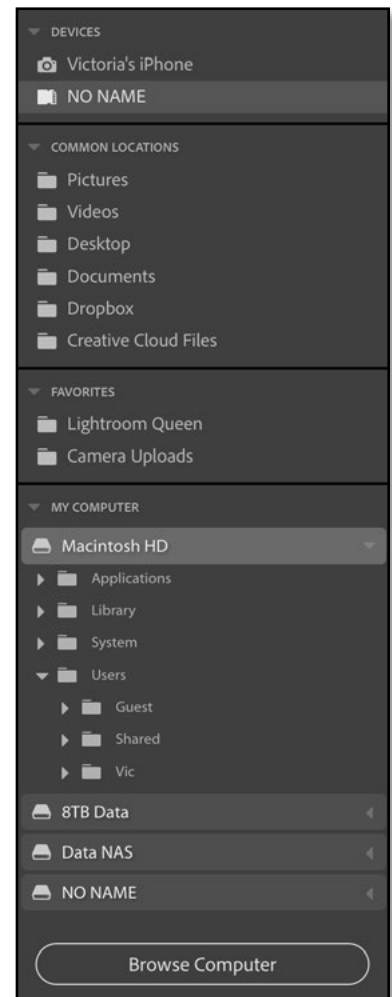 DEVICES
Victoria's iPhone
NO NAME
COMMON LOCATIONS
Pictures
Videos
Desktop
Documents
Dropbox
Creative Cloud Files
FAVORITES
Lightroom Queen
Camera Uploads
MY COMPUTER
Macintosh HD
Applications
Library
System
Users
Guest
Shared
Vic
8TB Data
Data NAS
NO NAME
Browse Computer